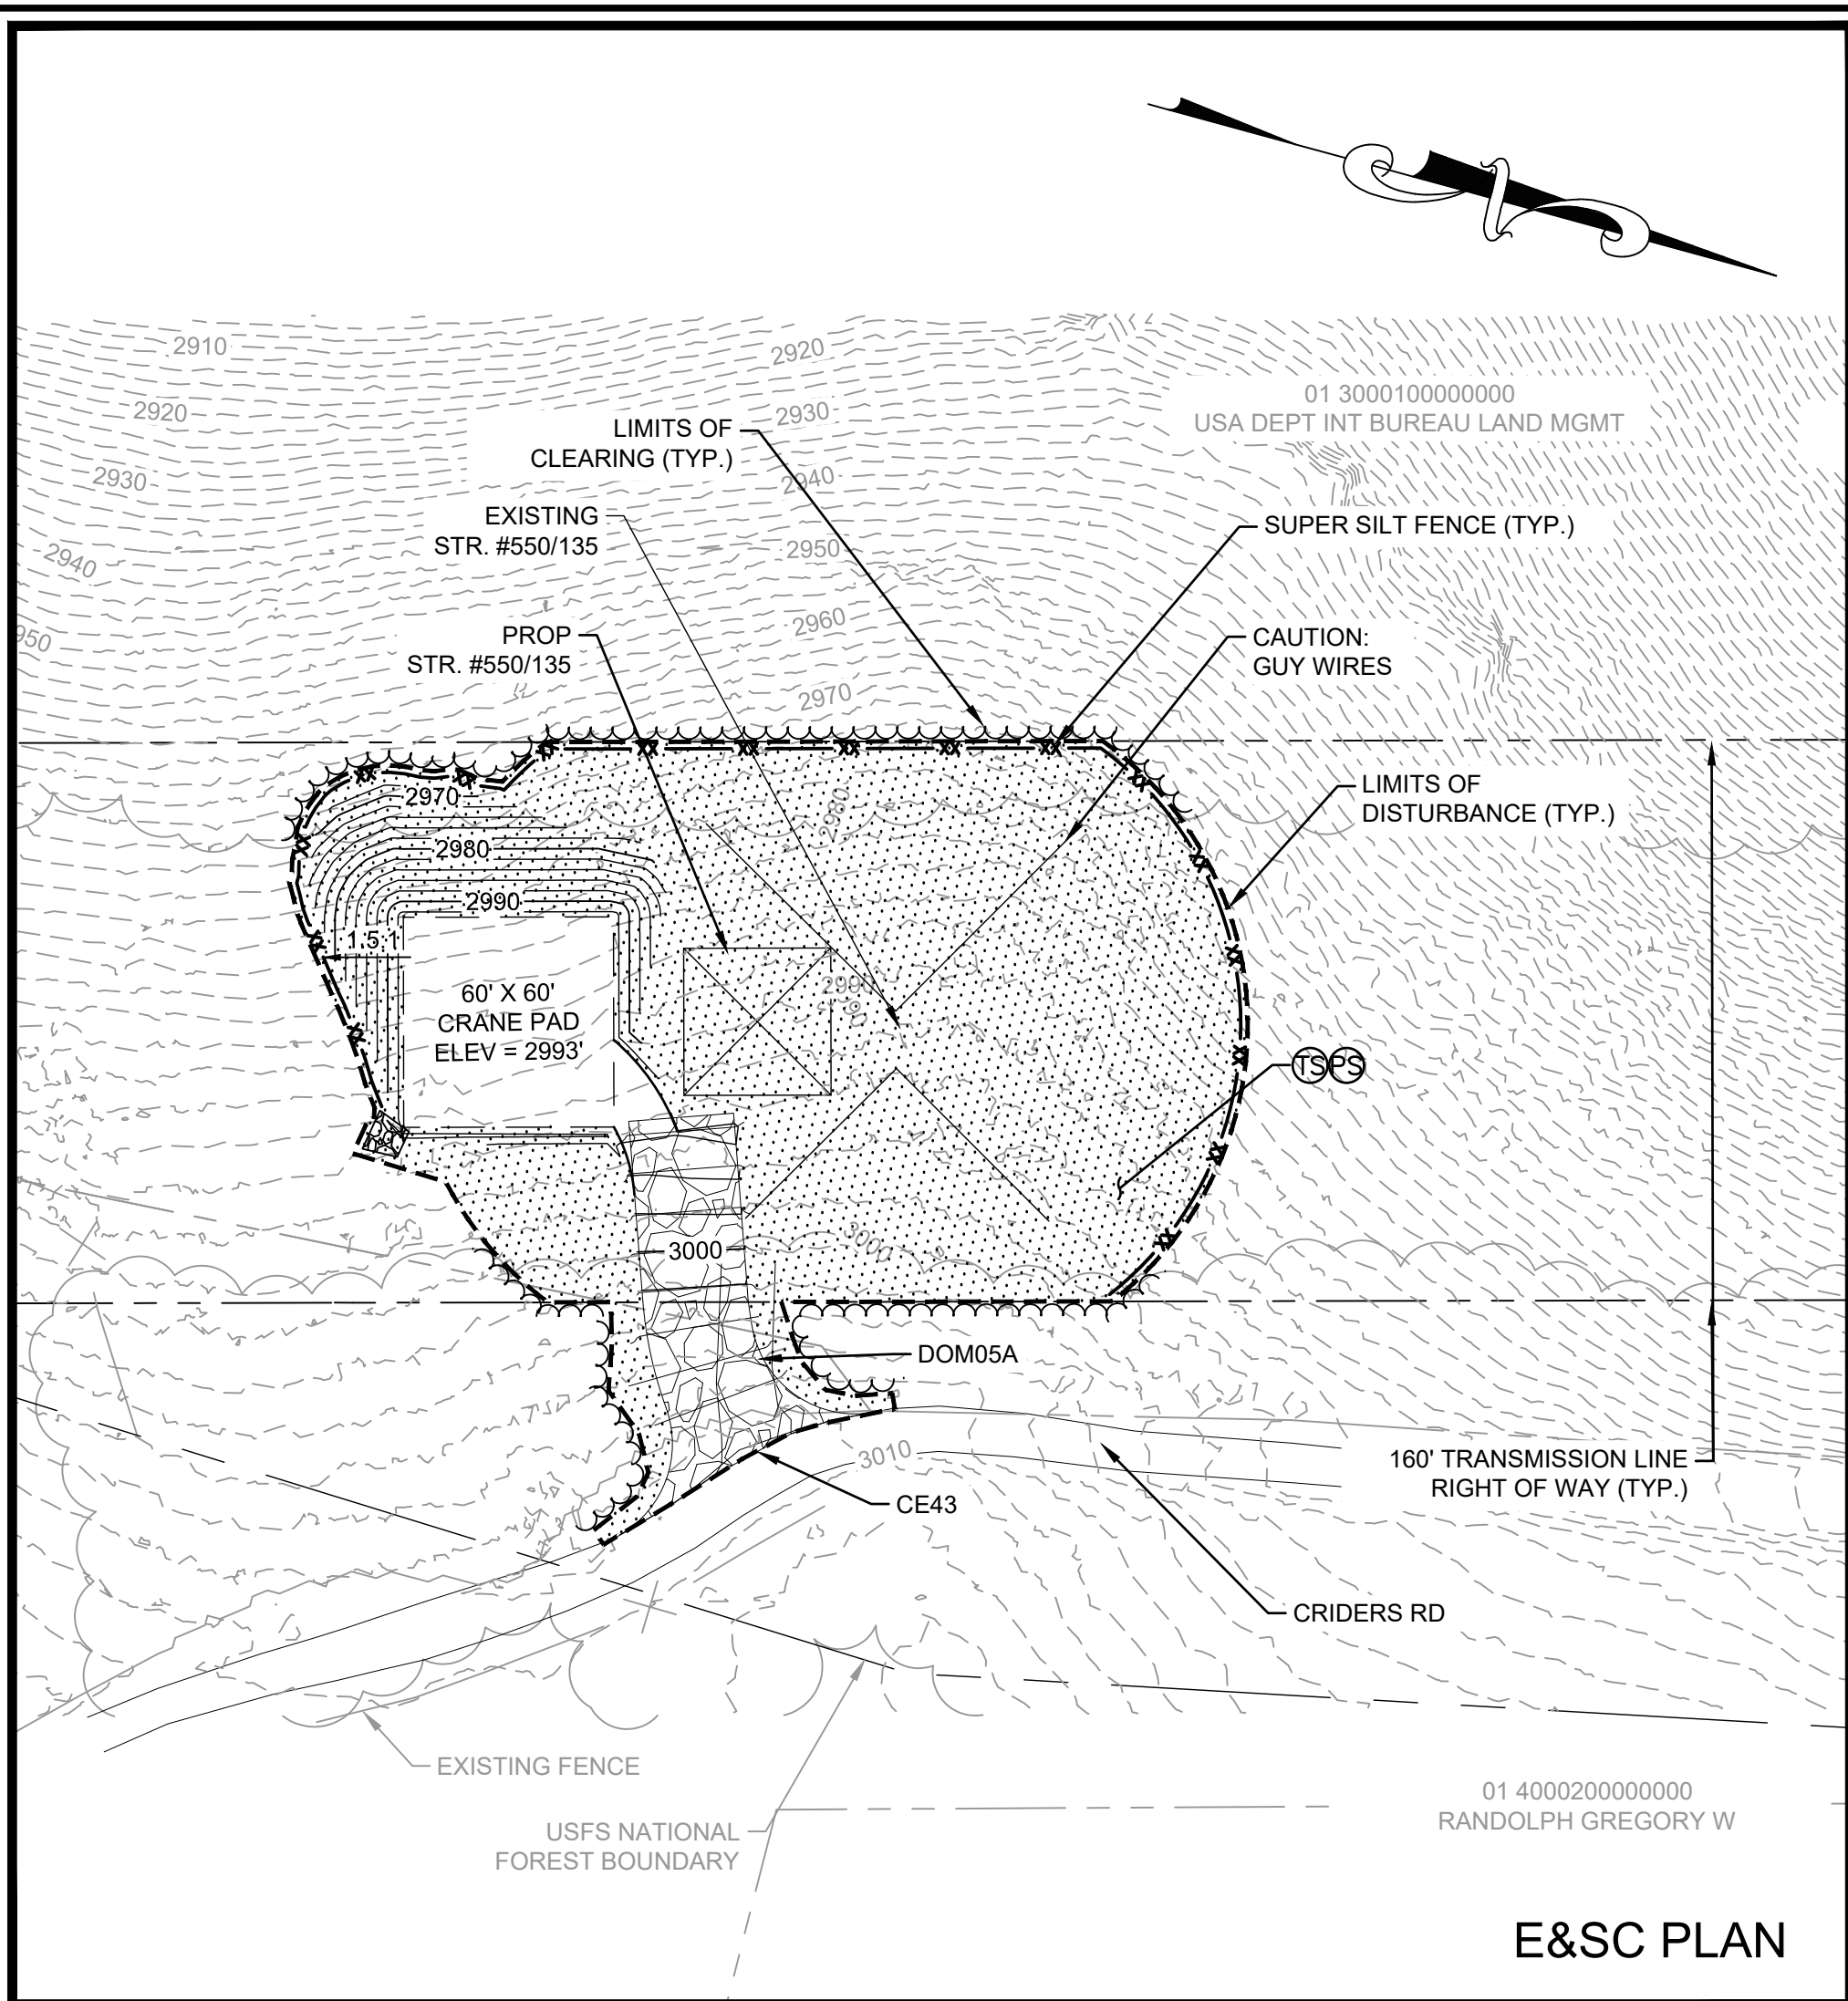 2910
2920
2920
2930
01 3000100000000
USA DEPT INT BUREAU LAND MGMT
LIMITS OF
CLEARING (TYP.)
2930
2940
EXISTING
STR. #550/135
SUPER SILT FENCE (TYP.)
2940
2950
950
2960
PROP
STR. #550/135
CAUTION:
GUY WIRES
2970
LIMITS OF
DISTURBANCE (TYP.)
2970
2980
2980
2990
1.5:1
60' X 60'
CRANE PAD
ELEV = 2993'
2990
TS PS
3000
3000
DOM05A
3010
160' TRANSMISSION LINE
RIGHT OF WAY (TYP.)
CE43
CRIDERS RD
EXISTING FENCE
01 4000200000000
RANDOLPH GREGORY W
USFS NATIONAL
FOREST BOUNDARY
E&SC PLAN